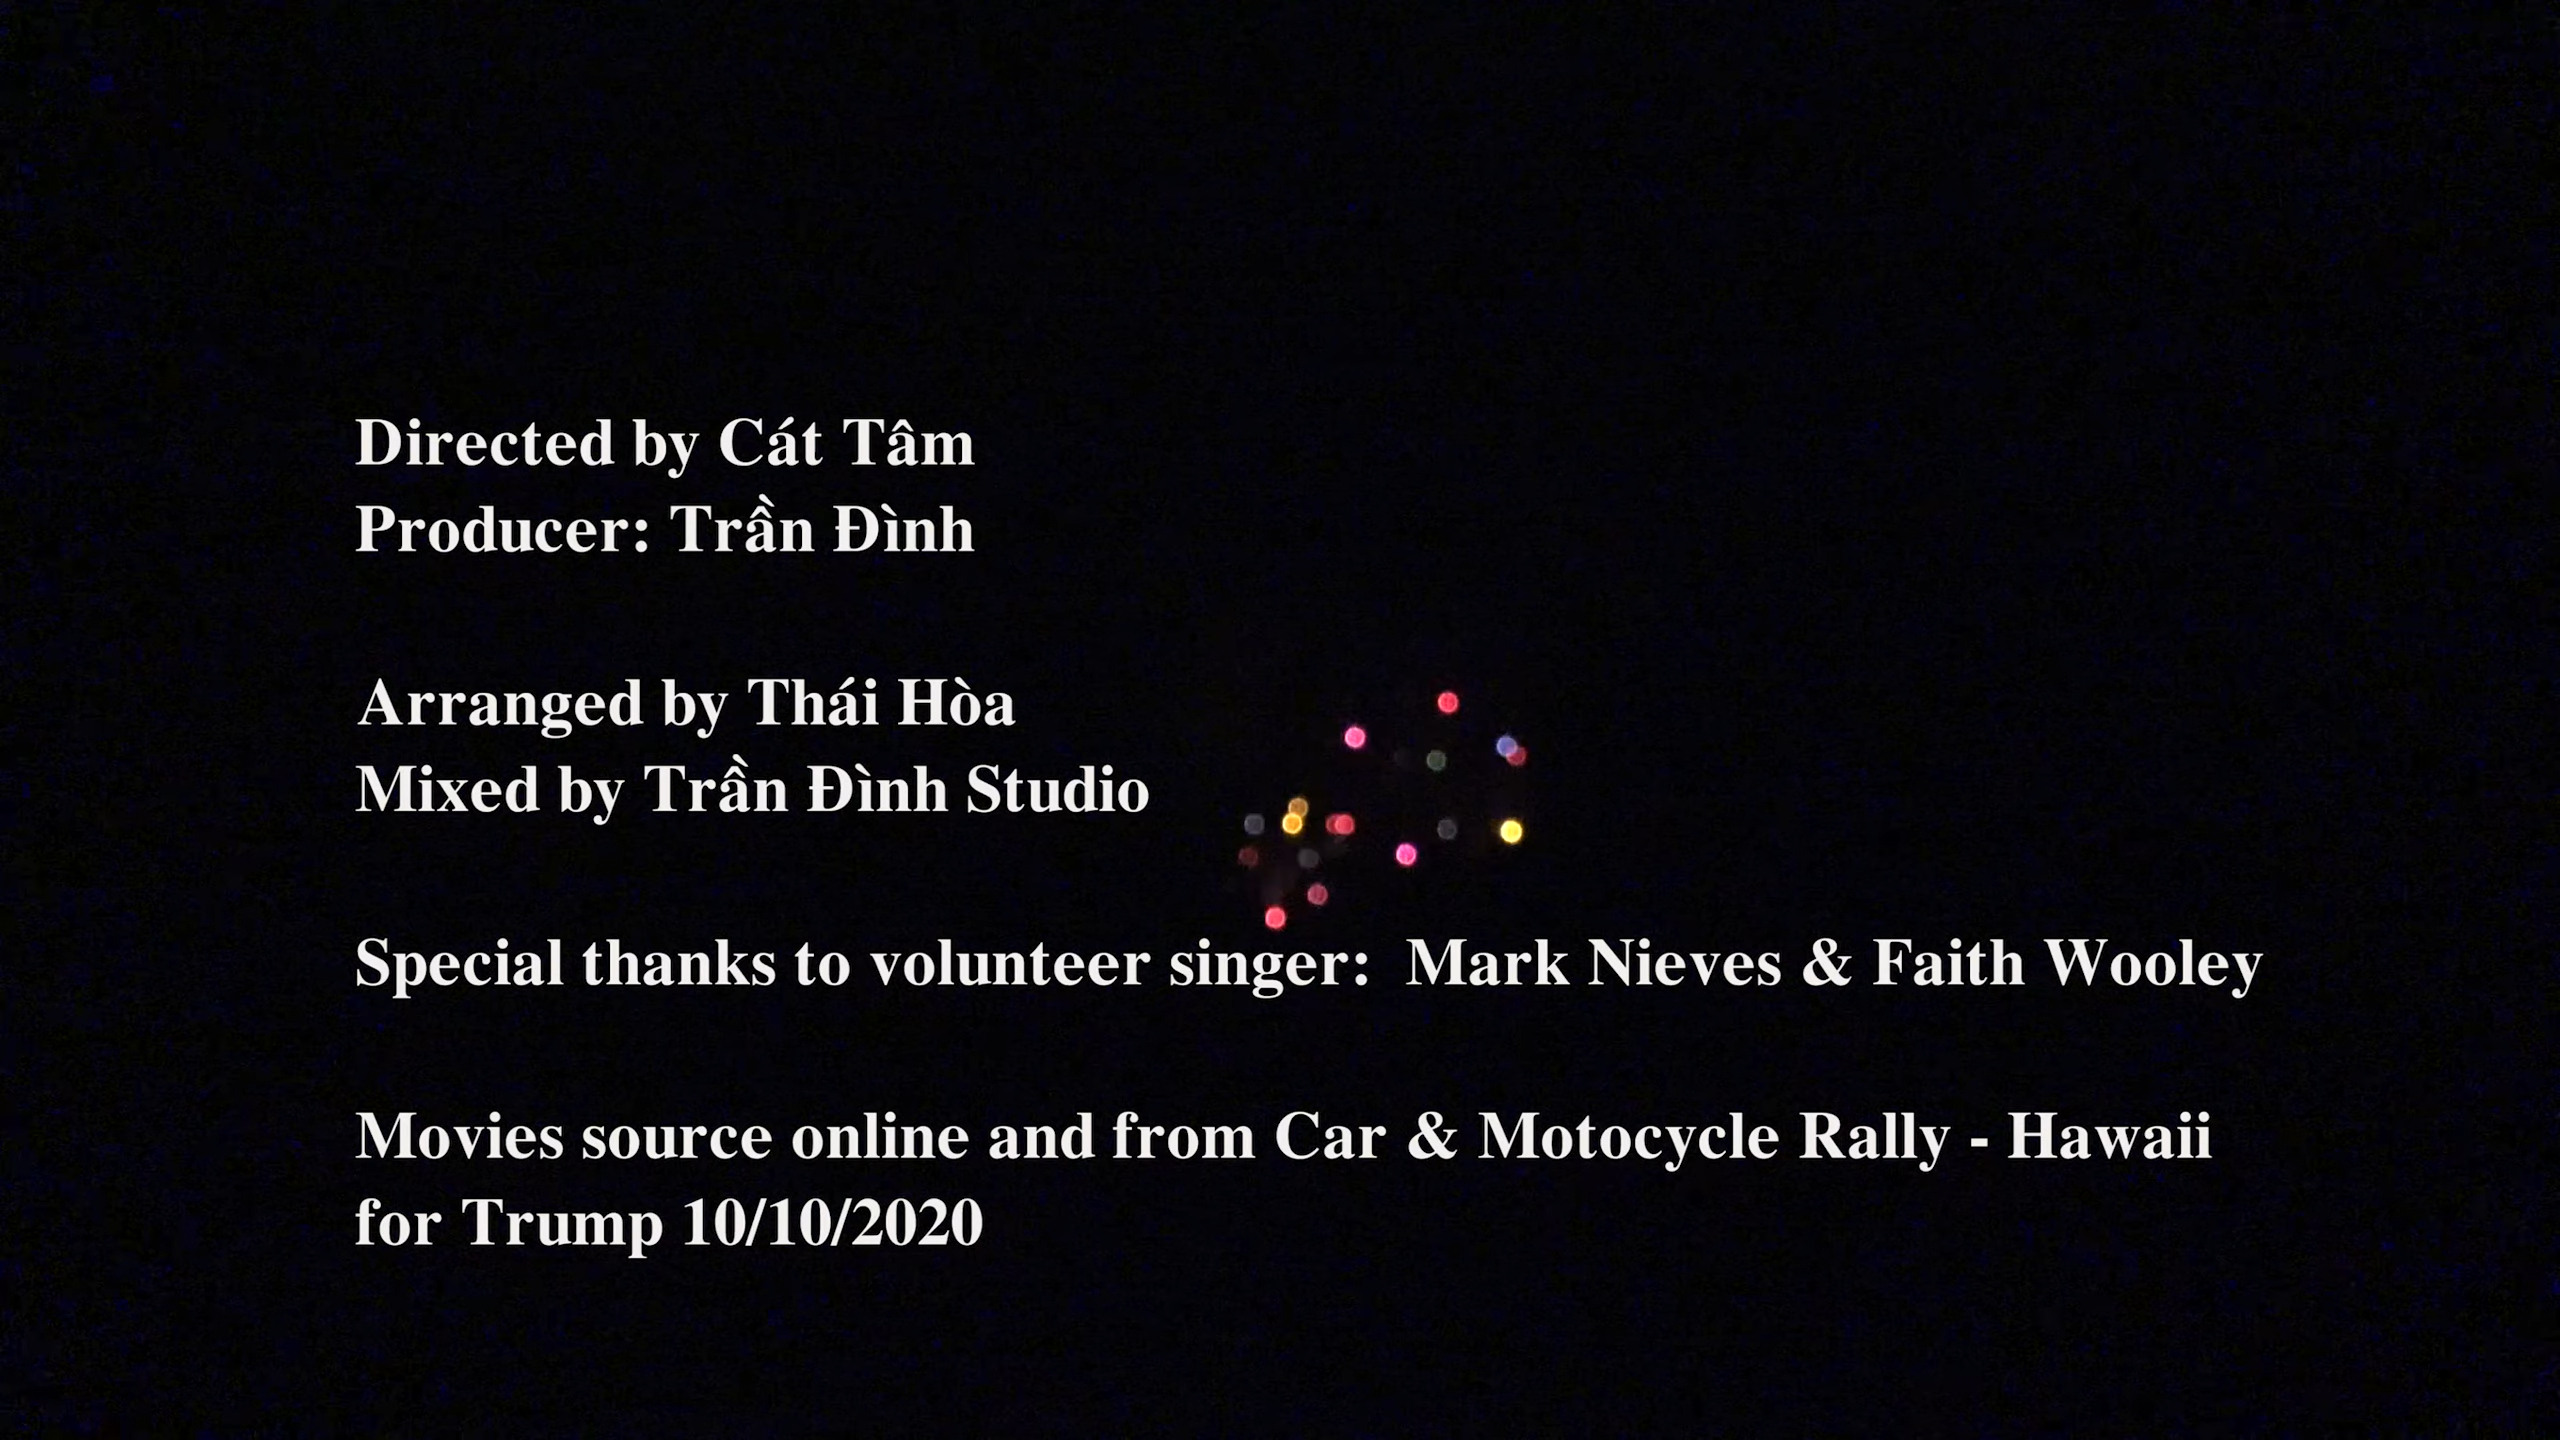 Directed by Cát Tâm
Producer: Trần Đình
Arranged by Thái Hòa
Mixed by Trần Đình Studio
Special thanks to volunteer singer:  Mark Nieves & Faith Wooley
Movies source online and from Car & Motocycle Rally - Hawaii
for Trump 10/10/2020